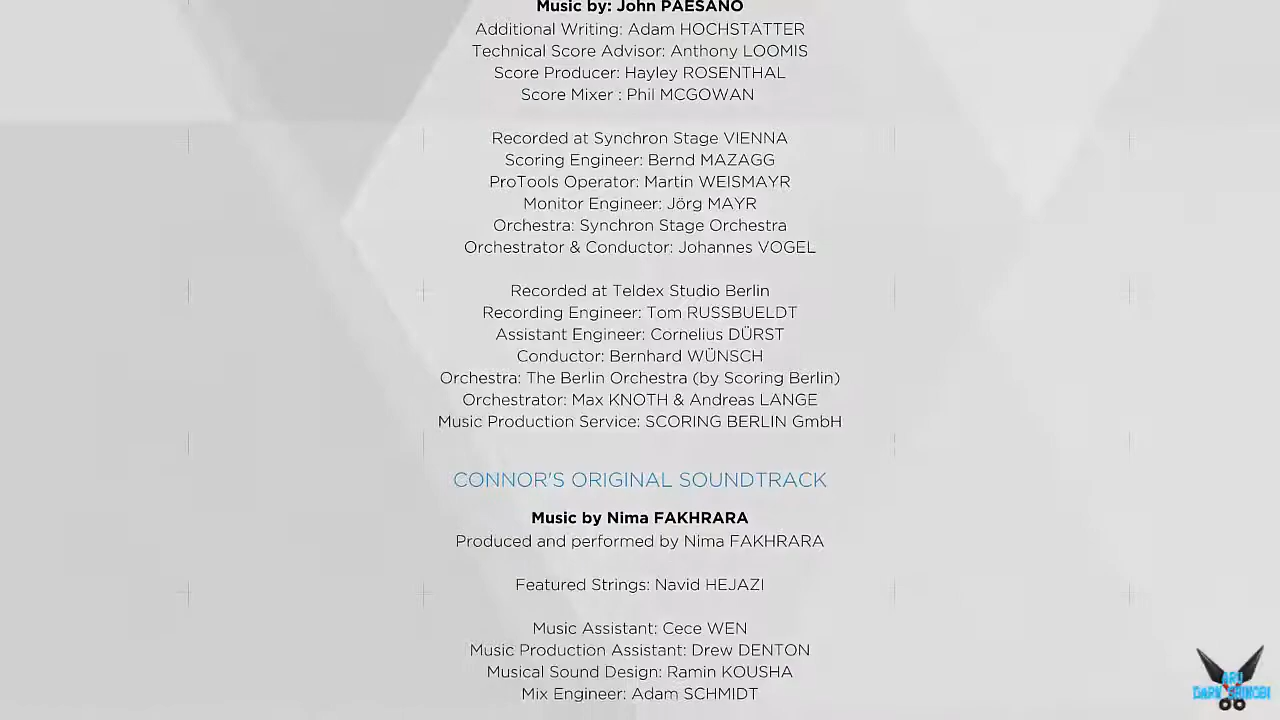 Music by: John PAESANO
Additional Writing: Adam HOCHSTATTER
Technical Score Advisor: Anthony LOOMIS
Score Producer: Hayley ROSENTHAL
Score Mixer : Phil MCGOWAN
Recorded at Synchron Stage VIENNA
Scoring Engineer: Bernd MAZAGG
ProTools Operator: Martin WEISMAYR
Monitor Engineer: Jörg MAYR
Orchestra: Synchron Stage Orchestra
Orchestrator & Conductor: Johannes VOGEL
Recorded at Teldex Studio Berlin
Recording Engineer: Tom RUSSBUELDT
Assistant Engineer: Cornelius DÜRST
Conductor: Bernhard WÜNSCH
Orchestra: The Berlin Orchestra (by Scoring Berlin)
Orchestrator: Max KNOTH & Andreas LANGE
Music Production Service: SCORING BERLIN GmbH
CONNOR'S ORIGINAL SOUNDTRACK
Music by Nima FAKHRARA
Produced and performed by Nima FAKHRARA
Featured Strings: Navid HEJAZI
Music Assistant: Cece WEN
Music Production Assistant: Drew DENTON
Musical Sound Design: Ramin KOUSHA
Mix Engineer: Adam SCHMIDT
DARK SHINOBI